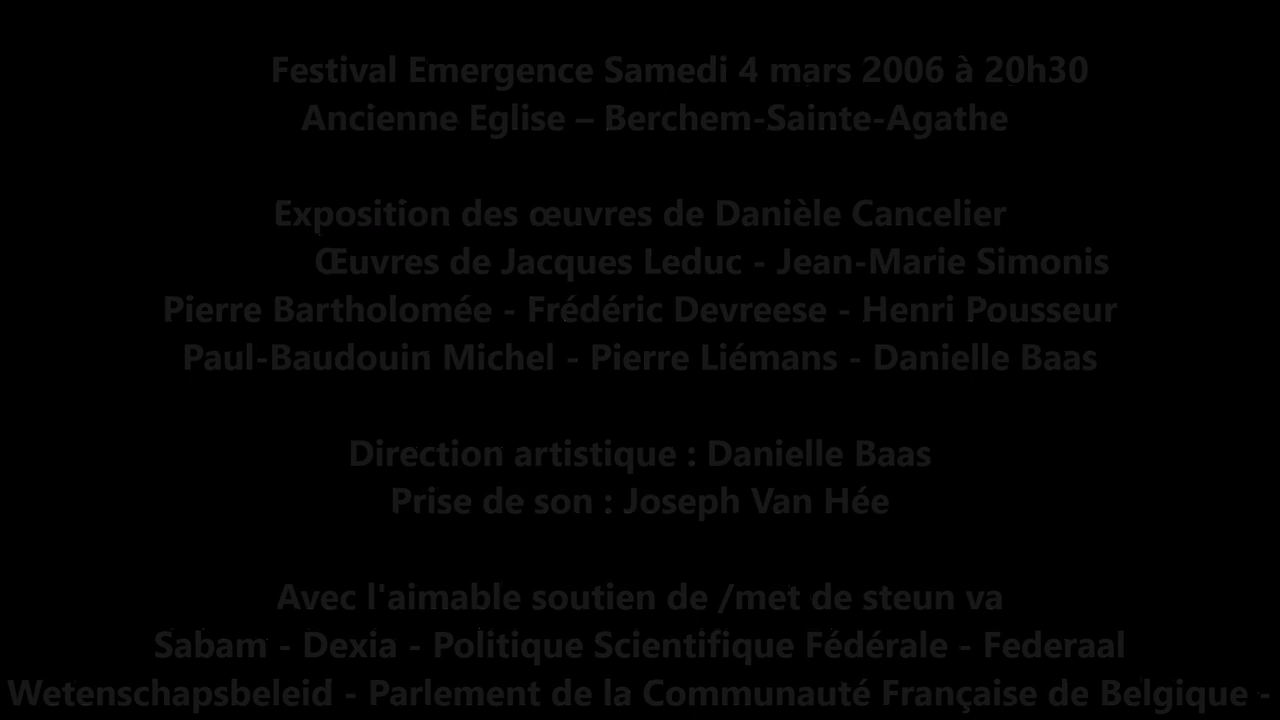 Festival Emergence Samedi 4 mars 2006 à 20h30
Ancienne Eglise – Berchem-Sainte-Agathe
Exposition des œuvres de Danièle Cancelier
Œuvres de Jacques Leduc - Jean-Marie Simonis
Pierre Bartholomée - Frédéric Devreese - Henri Pousseur
Paul-Baudouin Michel - Pierre Liémans - Danielle Baas
Direction artistique : Danielle Baas
Prise de son : Joseph Van Hée
Avec l'aimable soutien de /met de steun va
Sabam - Dexia - Politique Scientifique Fédérale - Federaal
Wetenschapsbeleid - Parlement de la Communauté Française de Belgique -